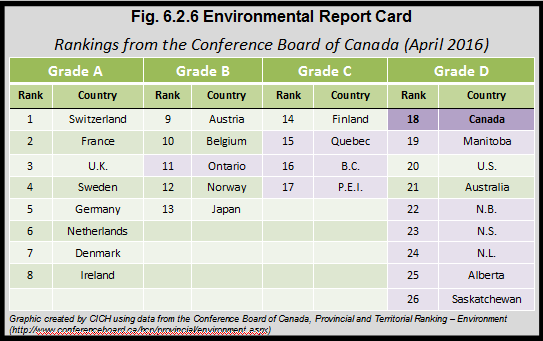 Fig. 6.2.6 Environmental Report Card
Rankings from the Conference Board of Canada (April 2016)
Grade A Grade B Grade C Grade D
Rank Country Rank Country Rank Country Rank Country
1 Switzerland 9 Austria 14 Finland 18 Canada
2 France 10 Belgium 15 Quebec 19 Manitoba
3 U.K. 11 Ontario 16 B.C. 20 U.S.
4 Sweden 12 Norway 17 P.E.I. 21 Australia
5 Germany 13 Japan 22 N.B.
6 Netherlands 23 N.S.
7 Denmark 24 N.L.
8 Ireland 25 Alberta
26 Saskatchewan
Graphic created by CICH using data from the Conference Board of Canada, Provincial and Territorial Ranking – Environment
(http://www.conferenceboard.ca/hcp/provincial/environment.aspx)